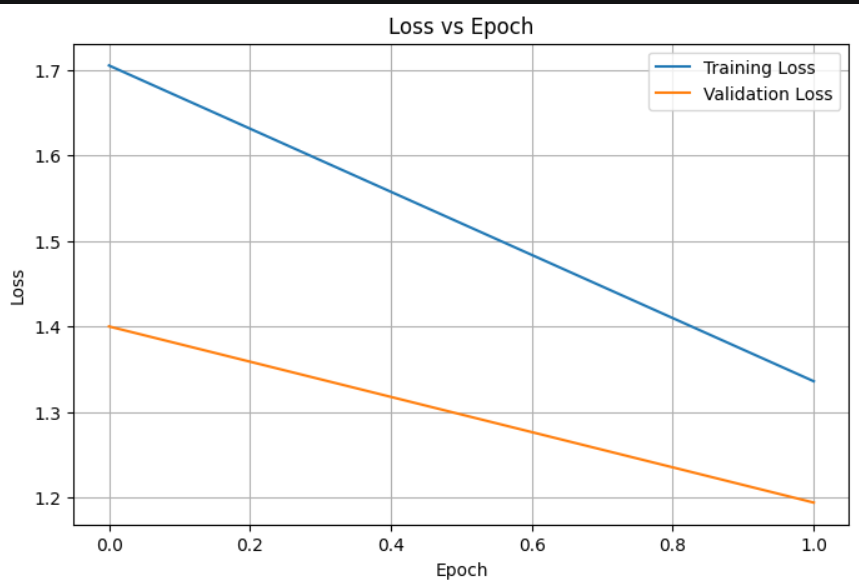 Loss vs Epoch
Training Loss
Validation Loss
1.7
1.6
1.5
1.4
1.3
1.2
Loss
0.0 0.2 0.4 0.6 0.8 1.0
Epoch